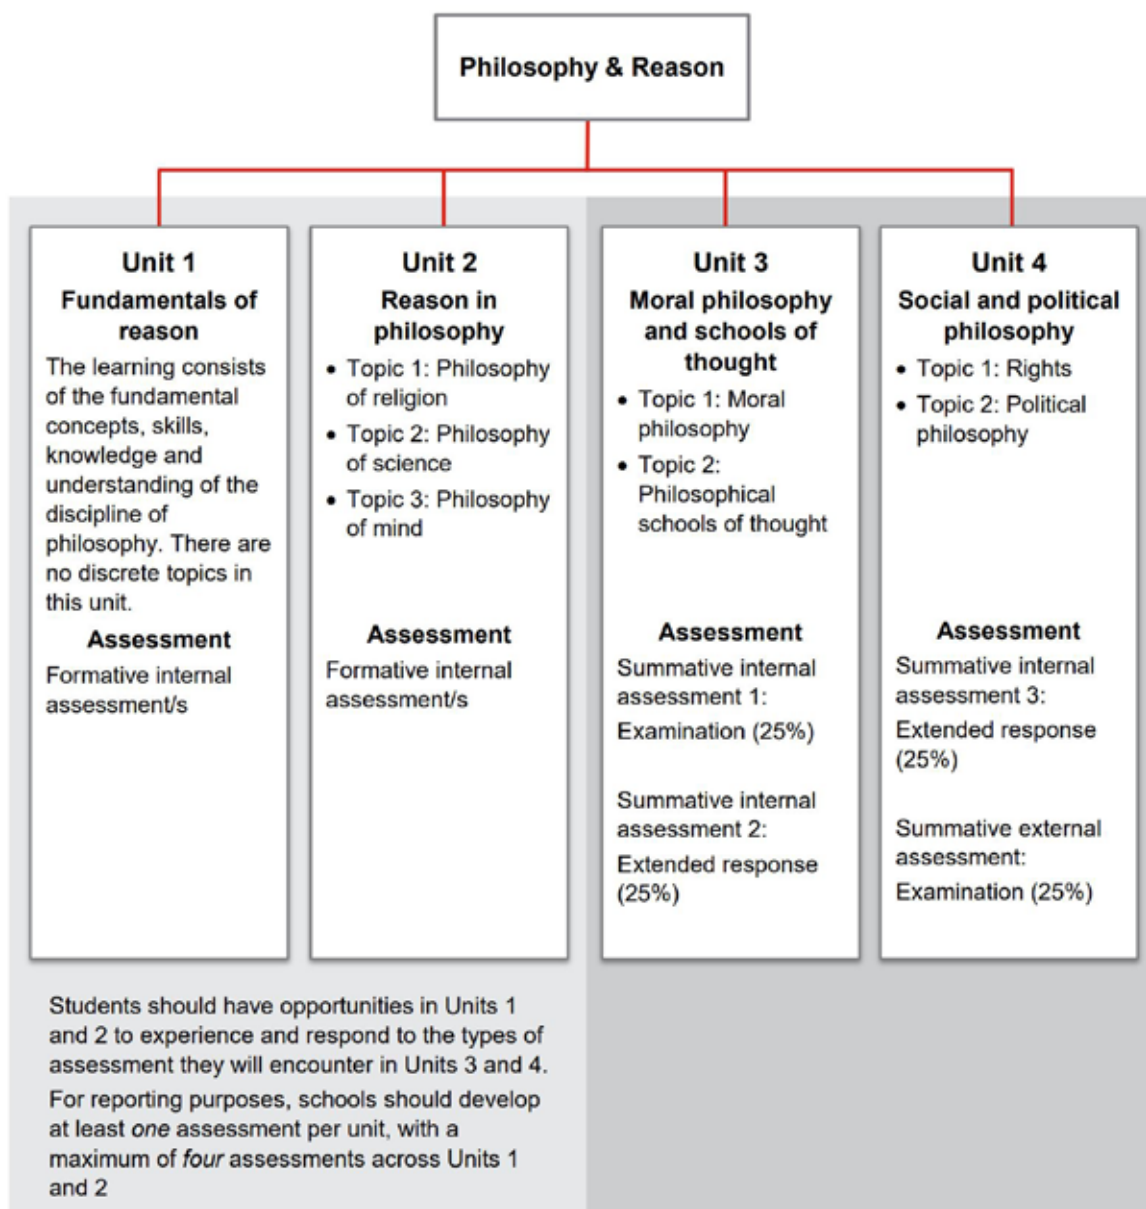 Philosophy & Reason
Unit 1
Fundamentals of
reason
The learning consists
of the fundamental
concepts, skills,
knowledge and
understanding of the
discipline of
philosophy. There are
no discrete topics in
this unit.
Assessment
Formative internal
assessment/s
Unit 2
Reason in
philosophy
• Topic 1: Philosophy
of religion
• Topic 2: Philosophy
of science
• Topic 3: Philosophy
of mind
Assessment
Formative internal
assessment/s
Unit 3
Moral philosophy
and schools of
thought
• Topic 1: Moral
philosophy
• Topic 2:
Philosophical
schools of thought
Assessment
Summative internal
assessment 1:
Examination (25%)
Summative internal
assessment 2:
Extended response
(25%)
Unit 4
Social and political
philosophy
• Topic 1: Rights
• Topic 2: Political
philosophy
Assessment
Summative internal
assessment 3:
Extended response
(25%)
Summative external
assessment:
Examination (25%)
Students should have opportunities in Units 1
and 2 to experience and respond to the types of
assessment they will encounter in Units 3 and 4.
For reporting purposes, schools should develop
at least one assessment per unit, with a
maximum of four assessments across Units 1
and 2